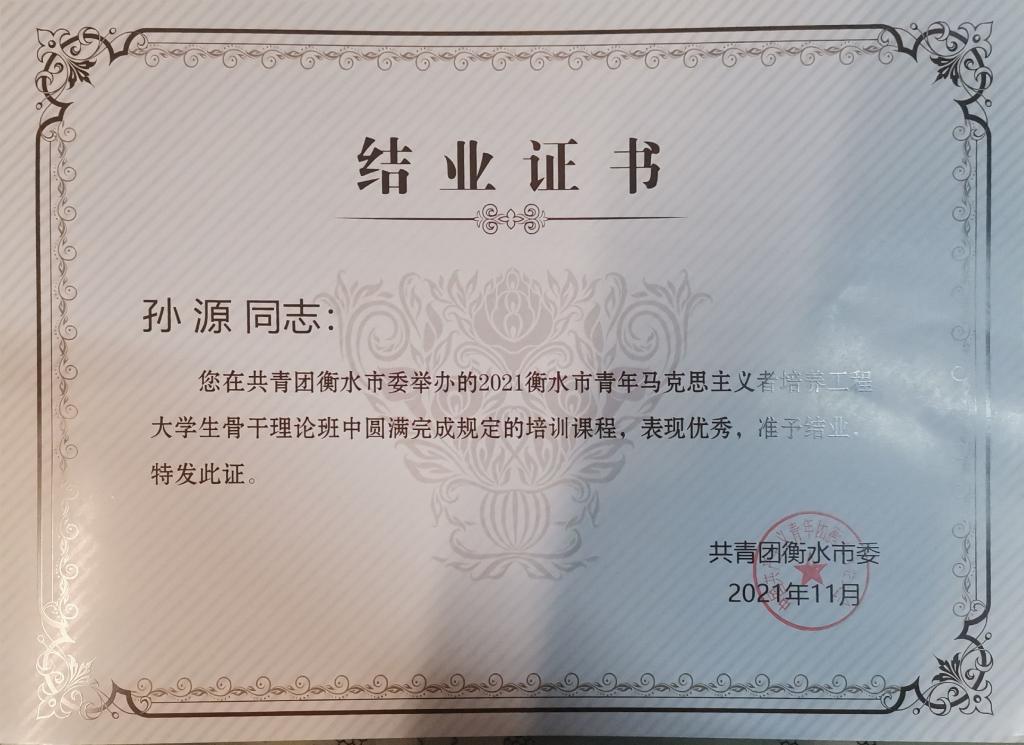 结业证书
孙源同志：
您在共青团衡水市委举办的2021衡水市青年马克思主义者培养工程
大学生骨干理论班中圆满完成规定的培训课程，表现优秀，准予结业，
特发此证。
共青团衡水市委
2021年11月